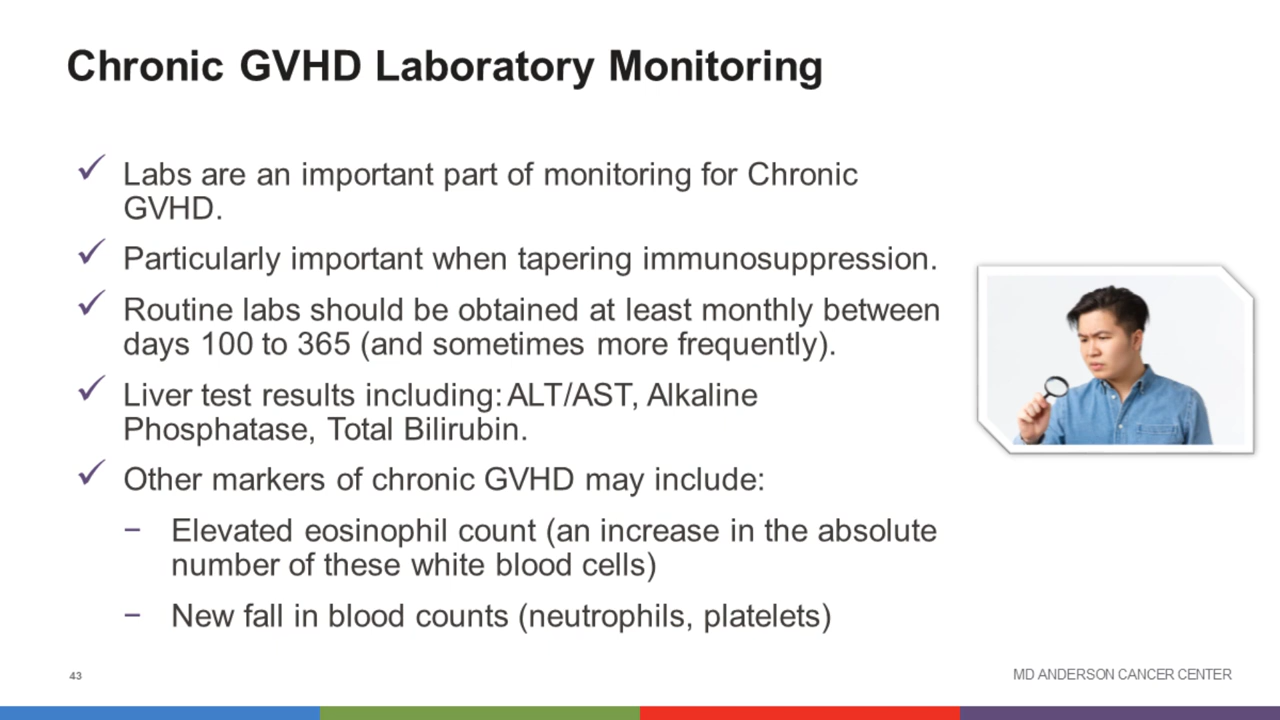 Chronic GVHD Laboratory Monitoring
Labs are an important part of monitoring for Chronic
GVHD.
Particularly important when tapering immunosuppression.
Routine labs should be obtained at least monthly between
days 100 to 365 (and sometimes more frequently).
Liver test results including: ALT/AST, Alkaline
Phosphatase, Total Bilirubin.
Other markers of chronic GVHD may include:
– Elevated eosinophil count (an increase in the absolute
number of these white blood cells)
– New fall in blood counts (neutrophils, platelets)
43
MD ANDERSON CANCER CENTER